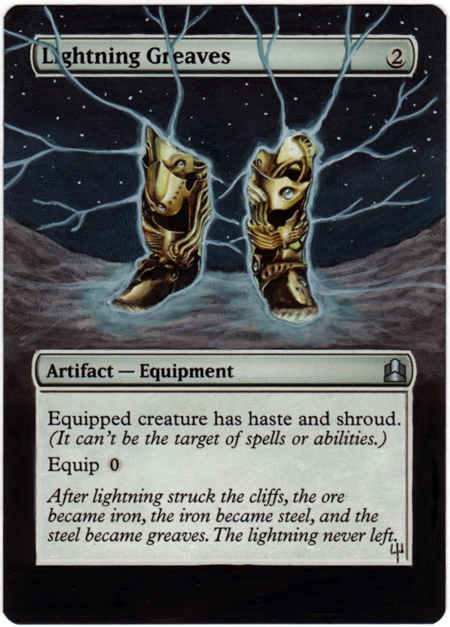 Lightning Greaves 2
Artifact — Equipment
Equipped creature has haste and shroud.
(It can't be the target of spells or abilities.)
Equip 0
After lightning struck the cliffs, the ore
became iron, the iron became steel, and the
steel became greaves. The lightning never left.